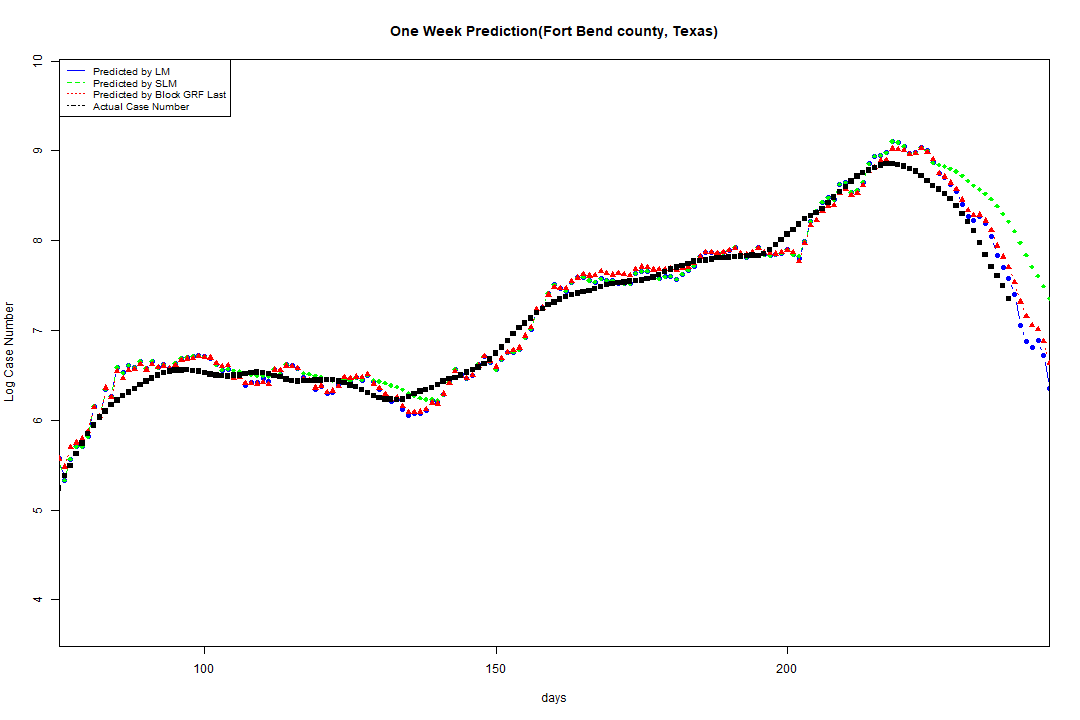 One Week Prediction(Fort Bend county, Texas)
Predicted by LM
Predicted by SLM
Predicted by Block GRF Last
Actual Case Number
Log Case Number
10
9
8
7
6
5
4
100 150 200
days